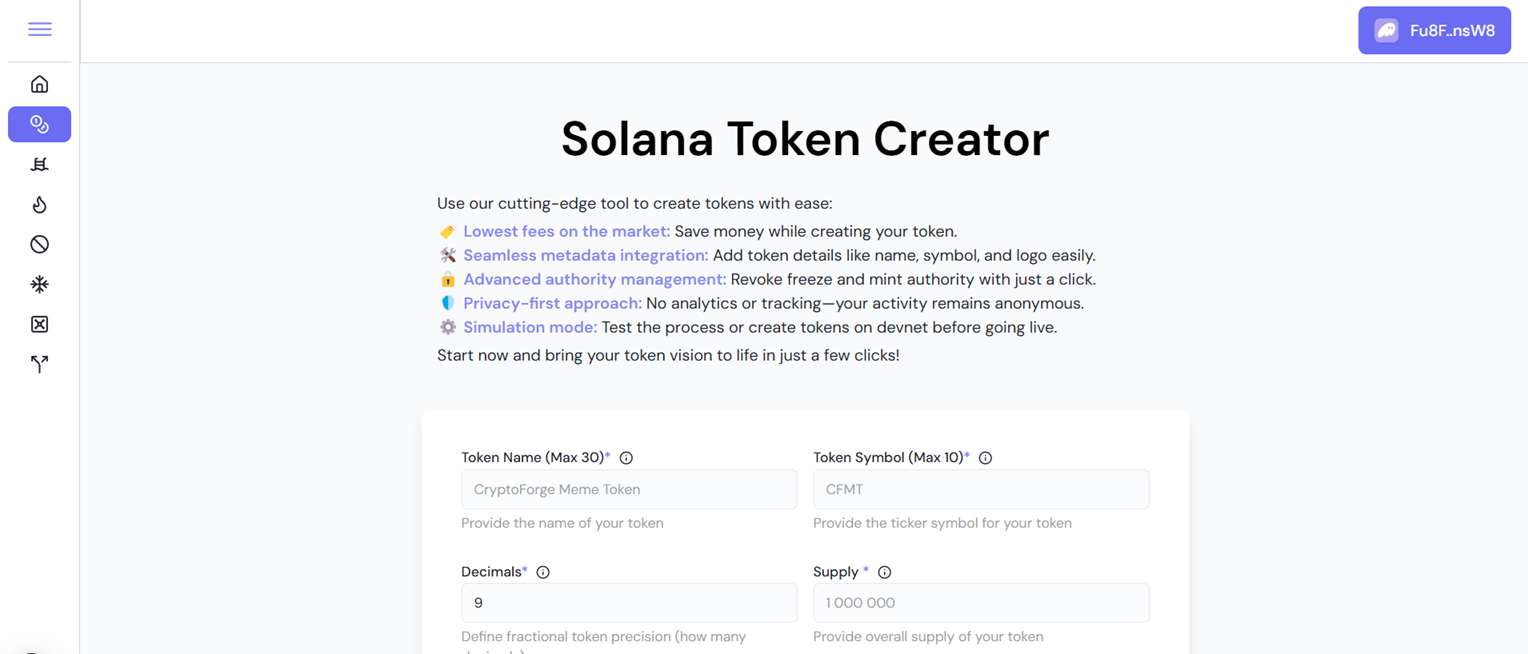 Fu8F..nsW8
Solana Token Creator
Use our cutting-edge tool to create tokens with ease:
🏷️ Lowest fees on the market: Save money while creating your token.
🛠️ Seamless metadata integration: Add token details like name, symbol, and logo easily.
🔒 Advanced authority management: Revoke freeze and mint authority with just a click.
🛡️ Privacy-first approach: No analytics or tracking—your activity remains anonymous.
⚙️ Simulation mode: Test the process or create tokens on devnet before going live.
Start now and bring your token vision to life in just a few clicks!
Token Name (Max 30)* Token Symbol (Max 10)*
CryptoForge Meme Token CFMT
Provide the name of your token Provide the ticker symbol for your token
Decimals* Supply *
9 1 000 000
Define fractional token precision (how many Provide overall supply of your token